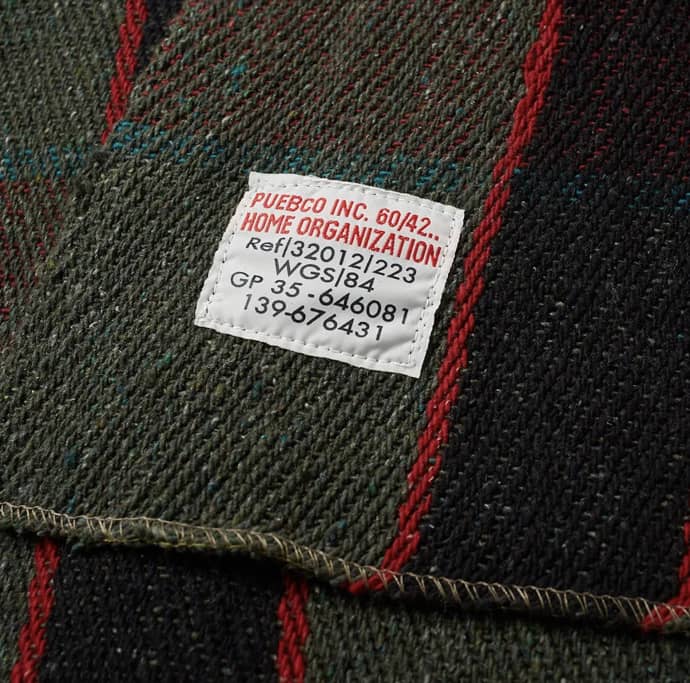 PUEBCO INC. 60/42..
HOME ORGANIZATION
Ref/32012/223
WGS/84
GP 35 -646081
139-676431